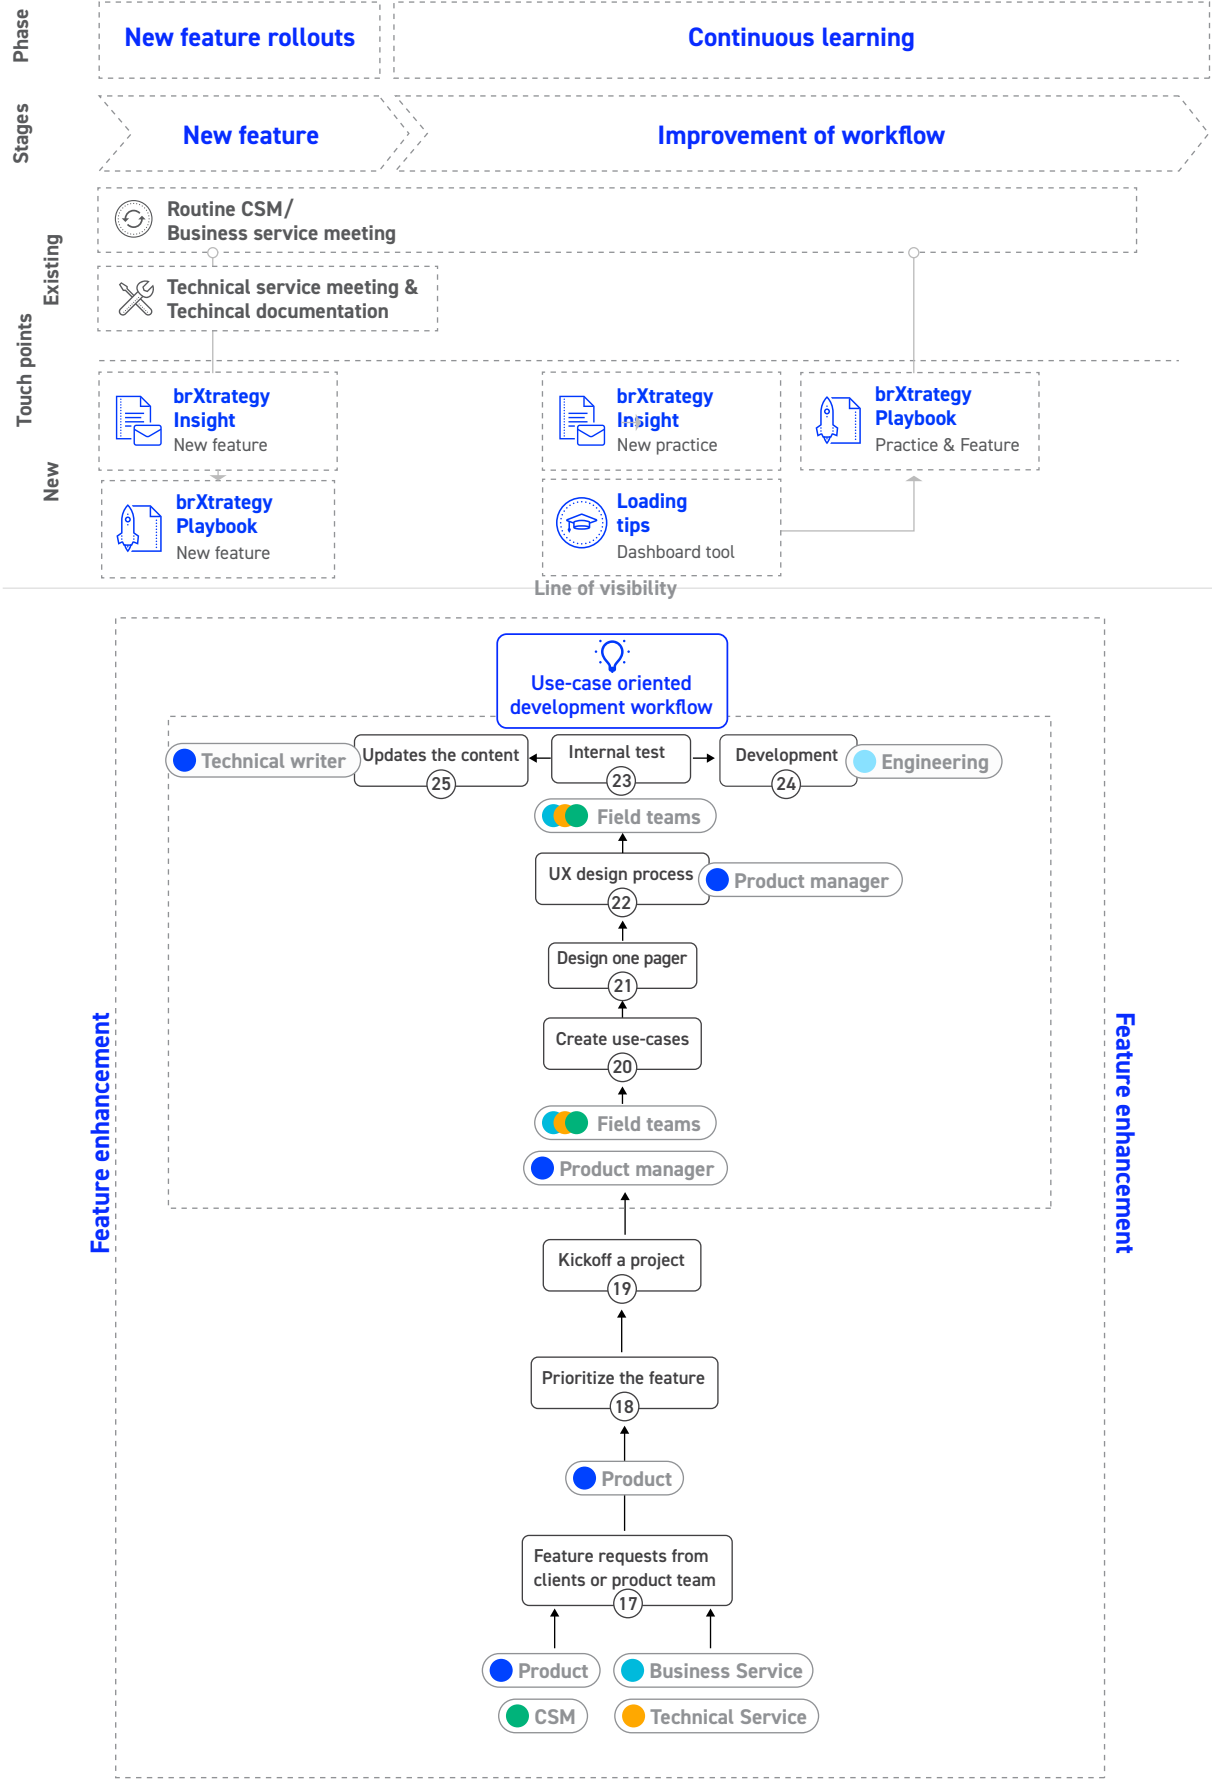 Phase
New feature rollouts
Continuous learning
Stages
New feature
Improvement of workflow
Touch points
Existing
Routine CSM/
Business service meeting
Technical service meeting &
Techincal documentation
New
brXtrategy
Insight
New feature
brXtrategy
Playbook
New feature
brXtrategy
Insight
New practice
Loading
tips
Dashboard tool
brXtrategy
Playbook
Practice & Feature
Line of visibility
Use-case oriented
development workflow
Technical writer
Updates the content
25
Internal test
23
Development
24
Engineering
Field teams
UX design process
22
Product manager
Design one pager
21
Create use-cases
20
Field teams
Product manager
Feature enhancement
Feature enhancement
Kickoff a project
19
Prioritize the feature
18
Product
Feature requests from
clients or product team
17
Product
Business Service
CSM
Technical Service